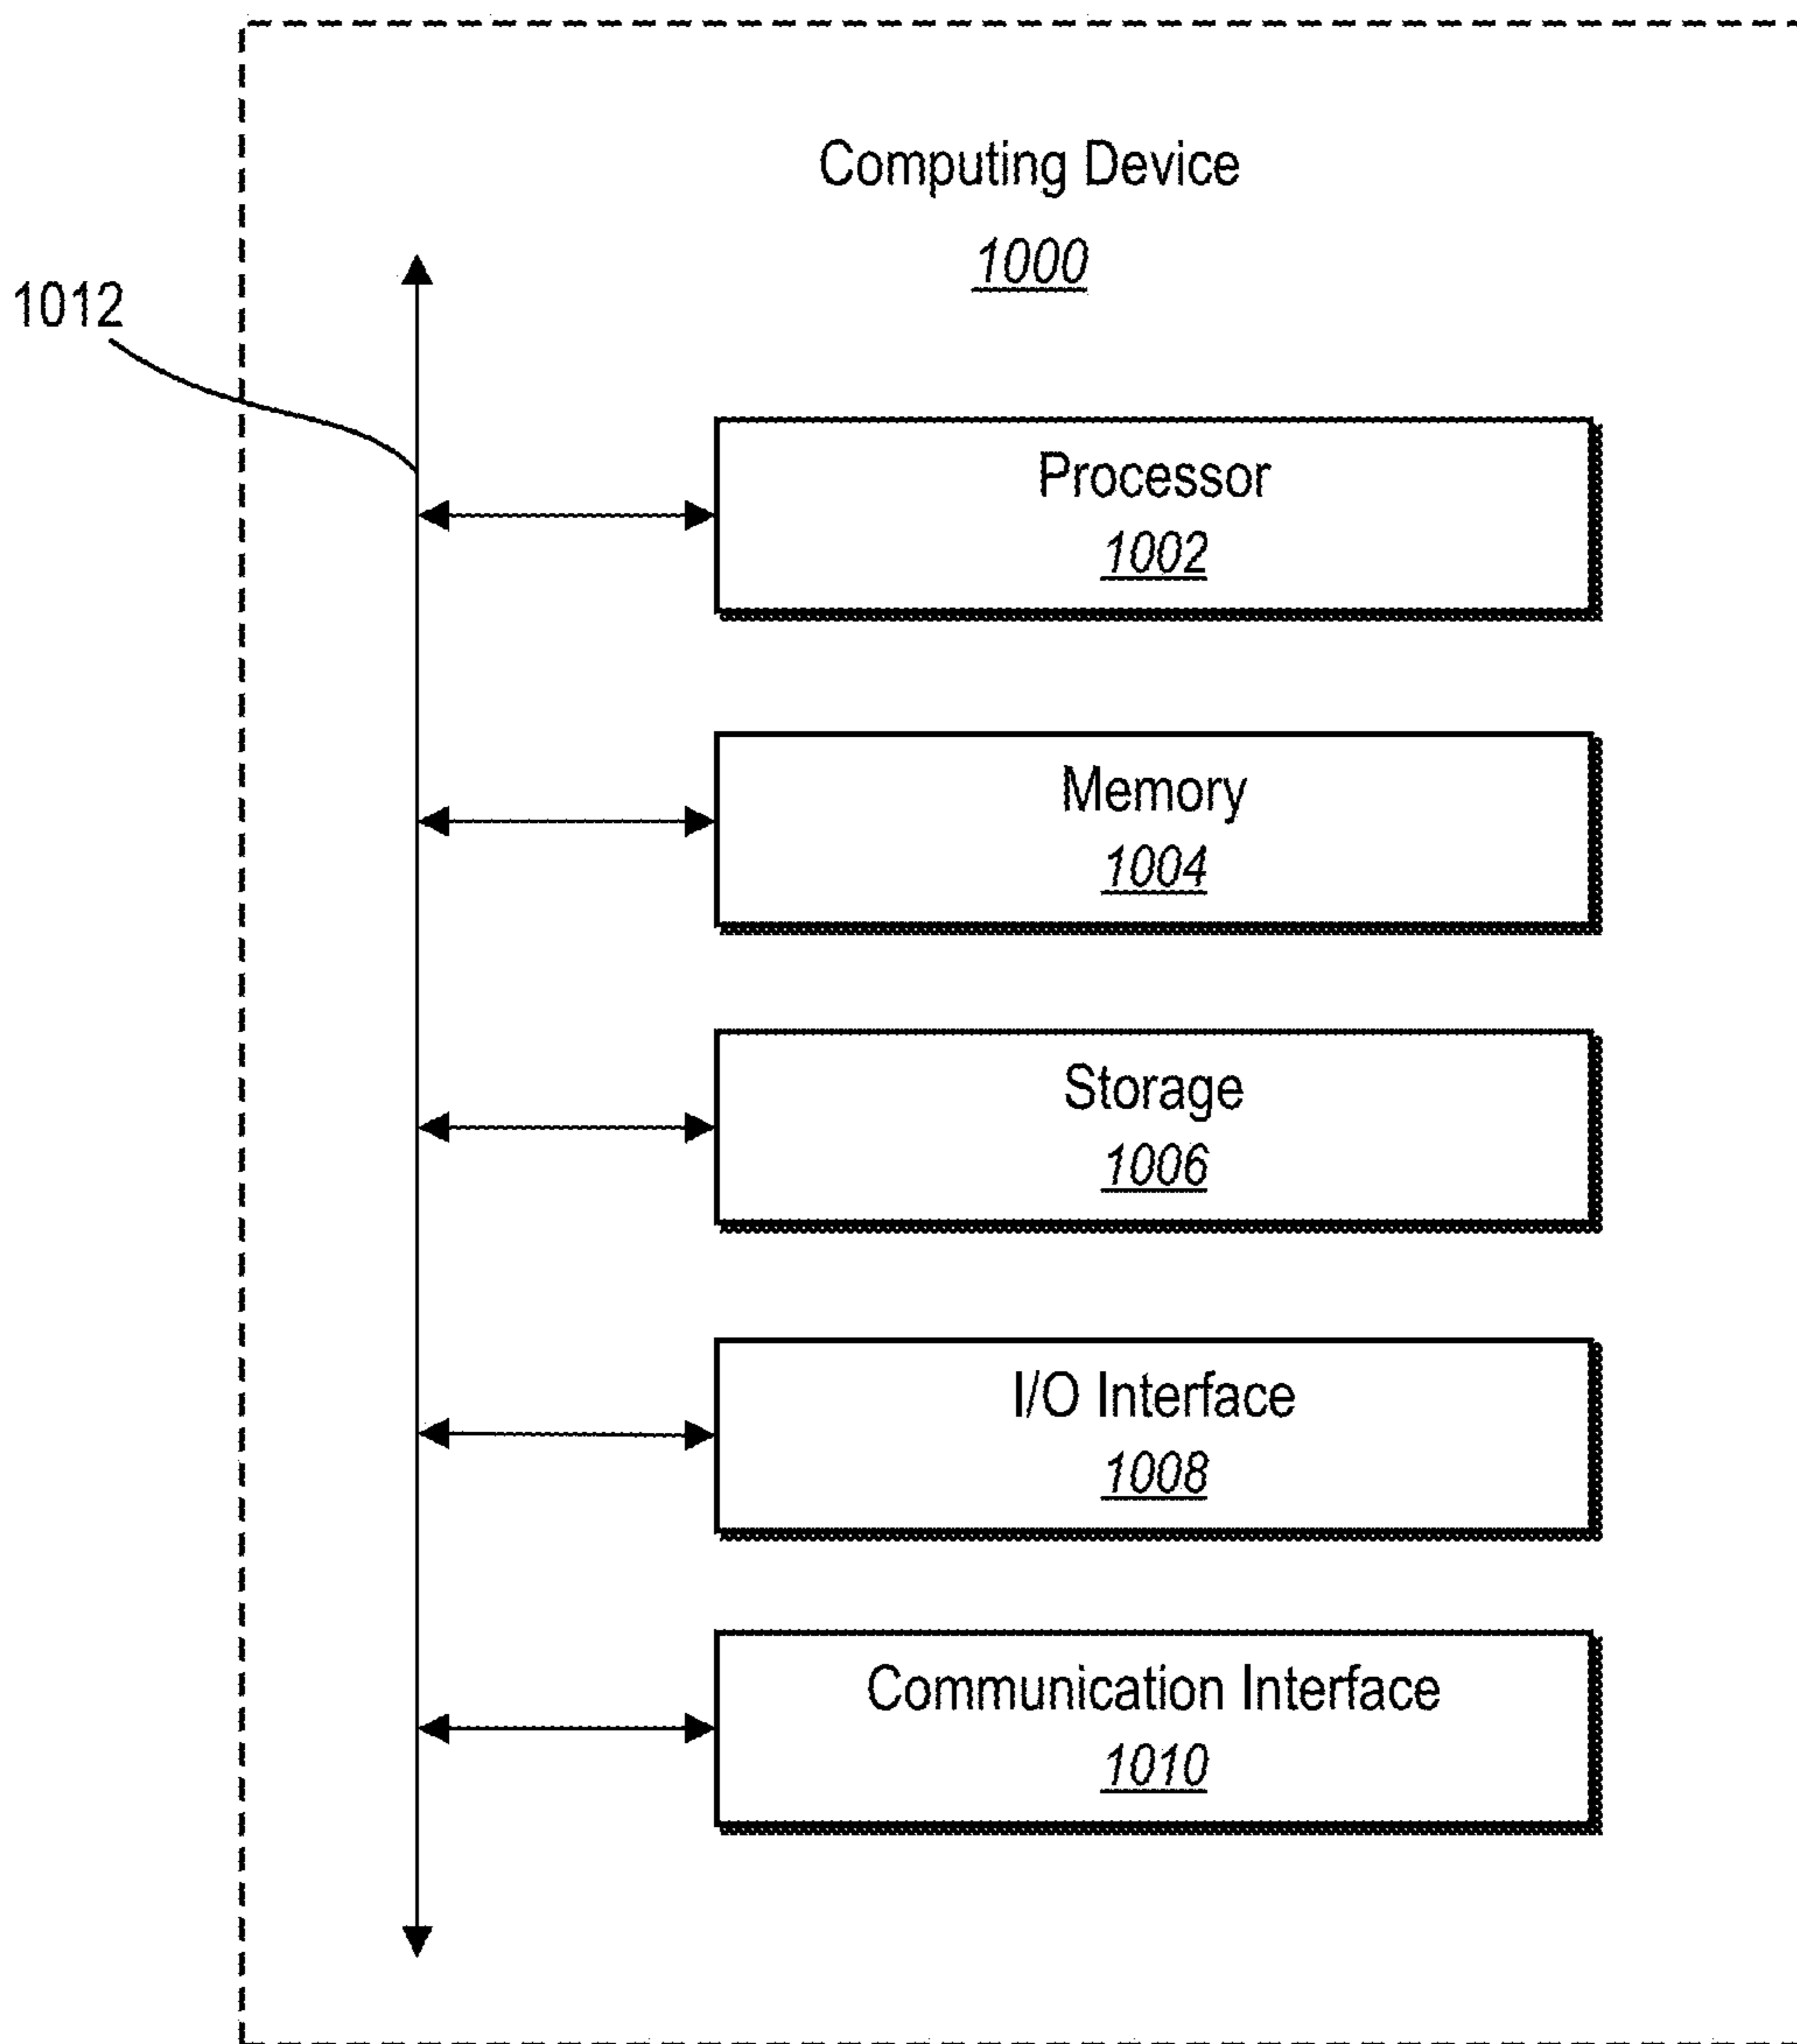 Computing Device
1000
1012
Processor
1002
Memory
1004
Storage
1006
I/O Interface
1008
Communication Interface
1010